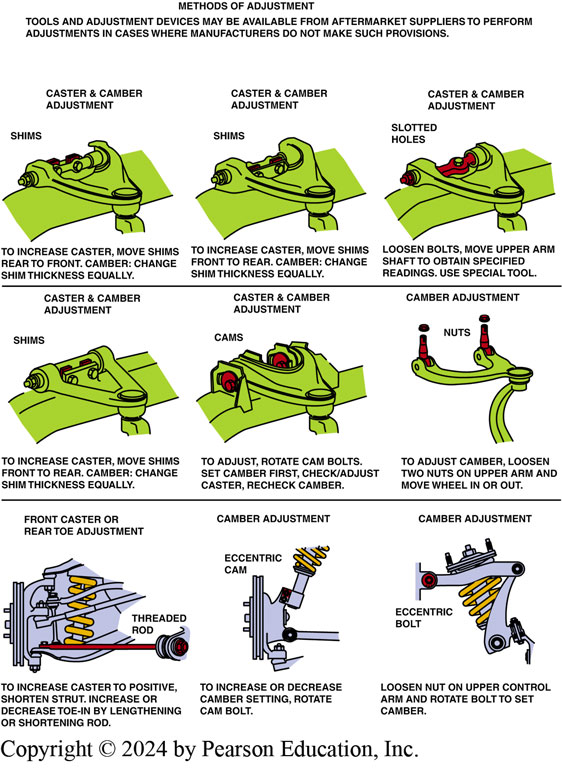 METHODS OF ADJUSTMENT
TOOLS AND ADJUSTMENT DEVICES MAY BE AVAILABLE FROM AFTERMARKET SUPPLIERS TO PERFORM
ADJUSTMENTS IN CASES WHERE MANUFACTURERS DO NOT MAKE SUCH PROVISIONS.
CASTER & CAMBER
ADJUSTMENT
SHIMS
TO INCREASE CASTER, MOVE SHIMS
REAR TO FRONT. CAMBER: CHANGE
SHIM THICKNESS EQUALLY.
CASTER & CAMBER
ADJUSTMENT
SHIMS
TO INCREASE CASTER, MOVE SHIMS
FRONT TO REAR. CAMBER: CHANGE
SHIM THICKNESS EQUALLY.
CASTER & CAMBER
ADJUSTMENT
SLOTTED
HOLES
LOOSEN BOLTS, MOVE UPPER ARM
SHAFT TO OBTAIN SPECIFIED
READINGS. USE SPECIAL TOOL.
CASTER & CAMBER
ADJUSTMENT
SHIMS
TO INCREASE CASTER, MOVE SHIMS
FRONT TO REAR. CAMBER: CHANGE
SHIM THICKNESS EQUALLY.
CASTER & CAMBER
ADJUSTMENT
CAMS
TO ADJUST, ROTATE CAM BOLTS.
SET CAMBER FIRST, CHECK/ADJUST
CASTER, RECHECK CAMBER.
CAMBER ADJUSTMENT
NUTS
TO ADJUST CAMBER, LOOSEN
TWO NUTS ON UPPER ARM AND
MOVE WHEEL IN OR OUT.
FRONT CASTER OR
REAR TOE ADJUSTMENT
THREADED
ROD
TO INCREASE CASTER TO POSITIVE,
SHORTEN STRUT. INCREASE OR
DECREASE TOE-IN BY LENGTHENING
OR SHORTENING ROD.
CAMBER ADJUSTMENT
ECCENTRIC
CAM
TO INCREASE OR DECREASE
CAMBER SETTING, ROTATE
CAM BOLT.
CAMBER ADJUSTMENT
ECCENTRIC
BOLT
LOOSEN NUT ON UPPER CONTROL
ARM AND ROTATE BOLT TO SET
CAMBER.
Copyright © 2024 by Pearson Education, Inc.